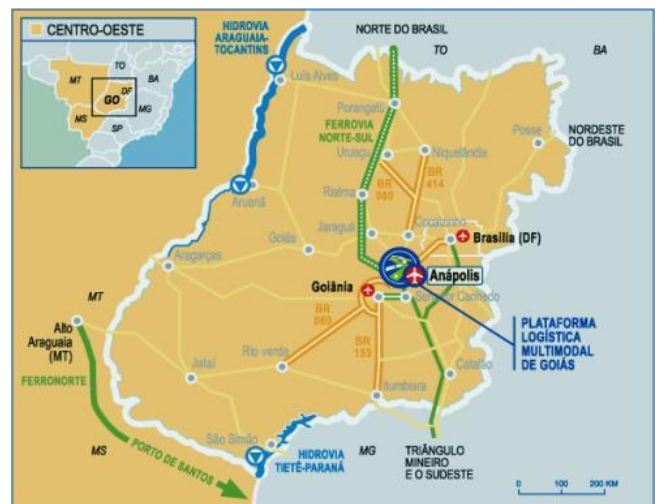 CENTRO-OESTE
TO
MT
BA
DF
GO
MG
MS
SP
HIDROVIA
ARAGUAIA-
TOCANTINS
NORTE DO BRASIL
TO
BA
Luís Alves
Porangatú
FERROVIA
NORTE-SUL
Uruaçu
Niquelândia
Posse
NORDESTE
DO BRASIL
BR
080
BR
414
Rialma
Aruanã
Jaraguá
Cocalzinho
Goiás
Brasília (DF)
Aragarças
Anápolis
Goiânia
Senador Canhedo
MT
Alto
Araguaia
(MT)
BR
060
BR
153
PLATAFORMA
LOGÍSTICA
MULTIMODAL
DE GOIÁS
FERRONORTE
Jataí
Rio verde
Catalão
Itumbiara
São Simão
MS
PORTO DE SANTOS
HIDROVIA
TIETÊ-PARANÁ
MG
TRIÂNGULO
MINEIRO
E O SUDESTE
0 100 200 KM